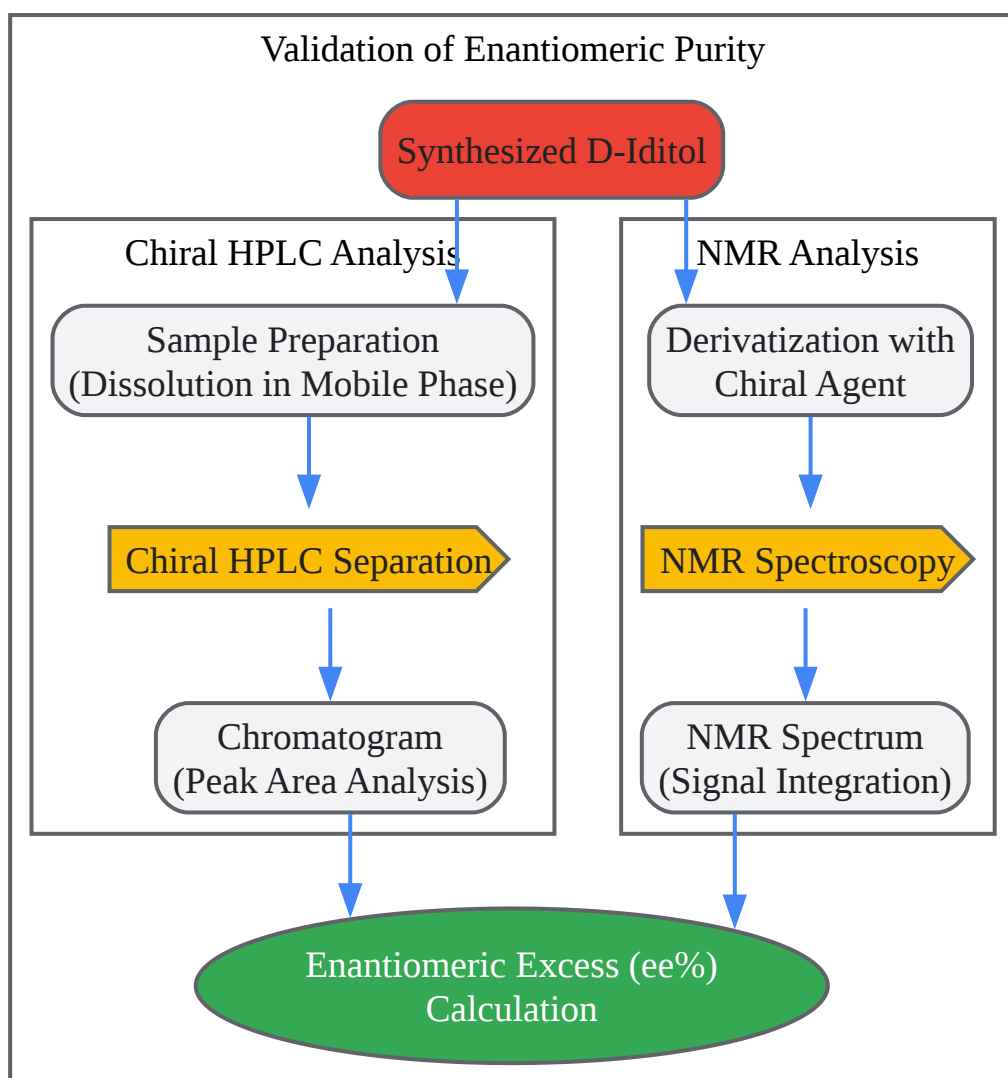 Validation of Enantiomeric Purity
Synthesized D-Iditol
Chiral HPLC Analysis
Sample Preparation
(Dissolution in Mobile Phase)
Chiral HPLC Separation
Chromatogram
(Peak Area Analysis)
NMR Analysis
Derivatization with
Chiral Agent
NMR Spectroscopy
NMR Spectrum
(Signal Integration)
Enantiomeric Excess (ee%)
Calculation